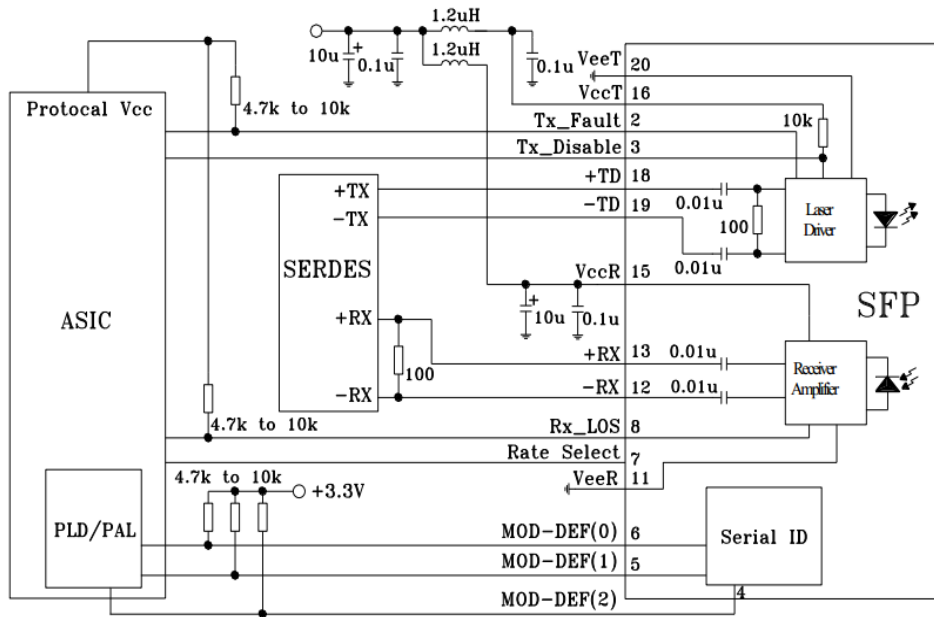 1.2uH
1.2uH
10u
+
0.1u
0.1u
VeeT 20
VccT 16
Protocal Vcc
4.7k to 10k
Tx_Fault 2
10k
Tx_Disable 3
+TX
+TD 18
-TX
-TD 19
0.01u
100
Laser
Driver
0.01u
SERDES
VccR 15
ASIC
+
10u
0.1u
SFP
+RX
+RX 13
0.01u
100
Receiver
Amplifier
-RX
-RX 12
0.01u
4.7k to 10k
Rx_LOS 8
Rate Select 7
4.7k to 10k
VeeR 11
+3.3V
PLD/PAL
MOD-DEF(0) 6
Serial ID
MOD-DEF(1) 5
MOD-DEF(2) 4